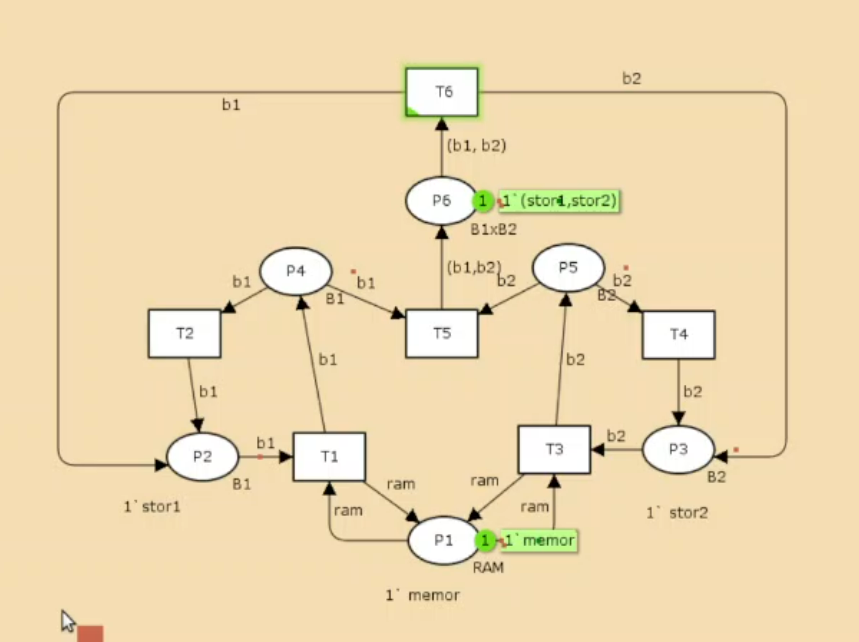 b2
T6
b1
(b1, b2)
P6
1
1`(stor1,stor2)
B1xB2
P4
b1
b1
B1
(b1,b2)
b2
P5
b2
B2
T2
T5
T4
b1
b2
b1
b2
P2
b1
T1
T3
b2
P3
B1
B2
1`stor1
ram
ram
ram
ram
1` stor2
P1
1
1`memor
RAM
1` memor